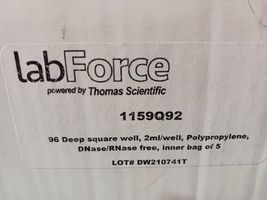 labForce
powered by Thomas Scientific
1159Q92
96 Deep square well, 2ml/well, Polypropylene,
DNase/RNase free, inner bag of 5
LOT# DW210741T